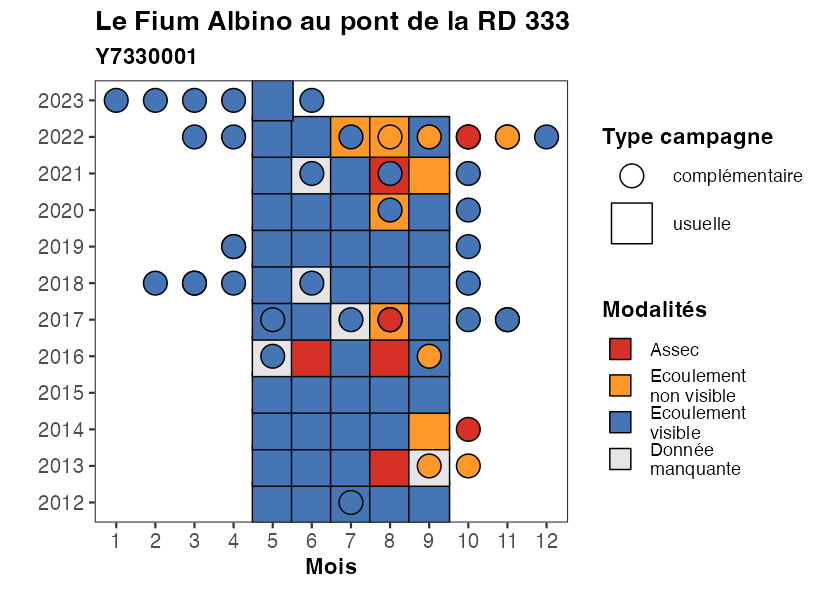 Le Fium Albino au pont de la RD 333
Y7330001
2023
2022
2021
2020
2019
2018
2017
2016
2015
2014
2013
2012
1 2 3 4 5 6 7 8 9 10 11 12
Mois
Type campagne
complémentaire
usuelle
Modalités
Assec
Ecoulement
non visible
Ecoulement
visible
Donnée
manquante